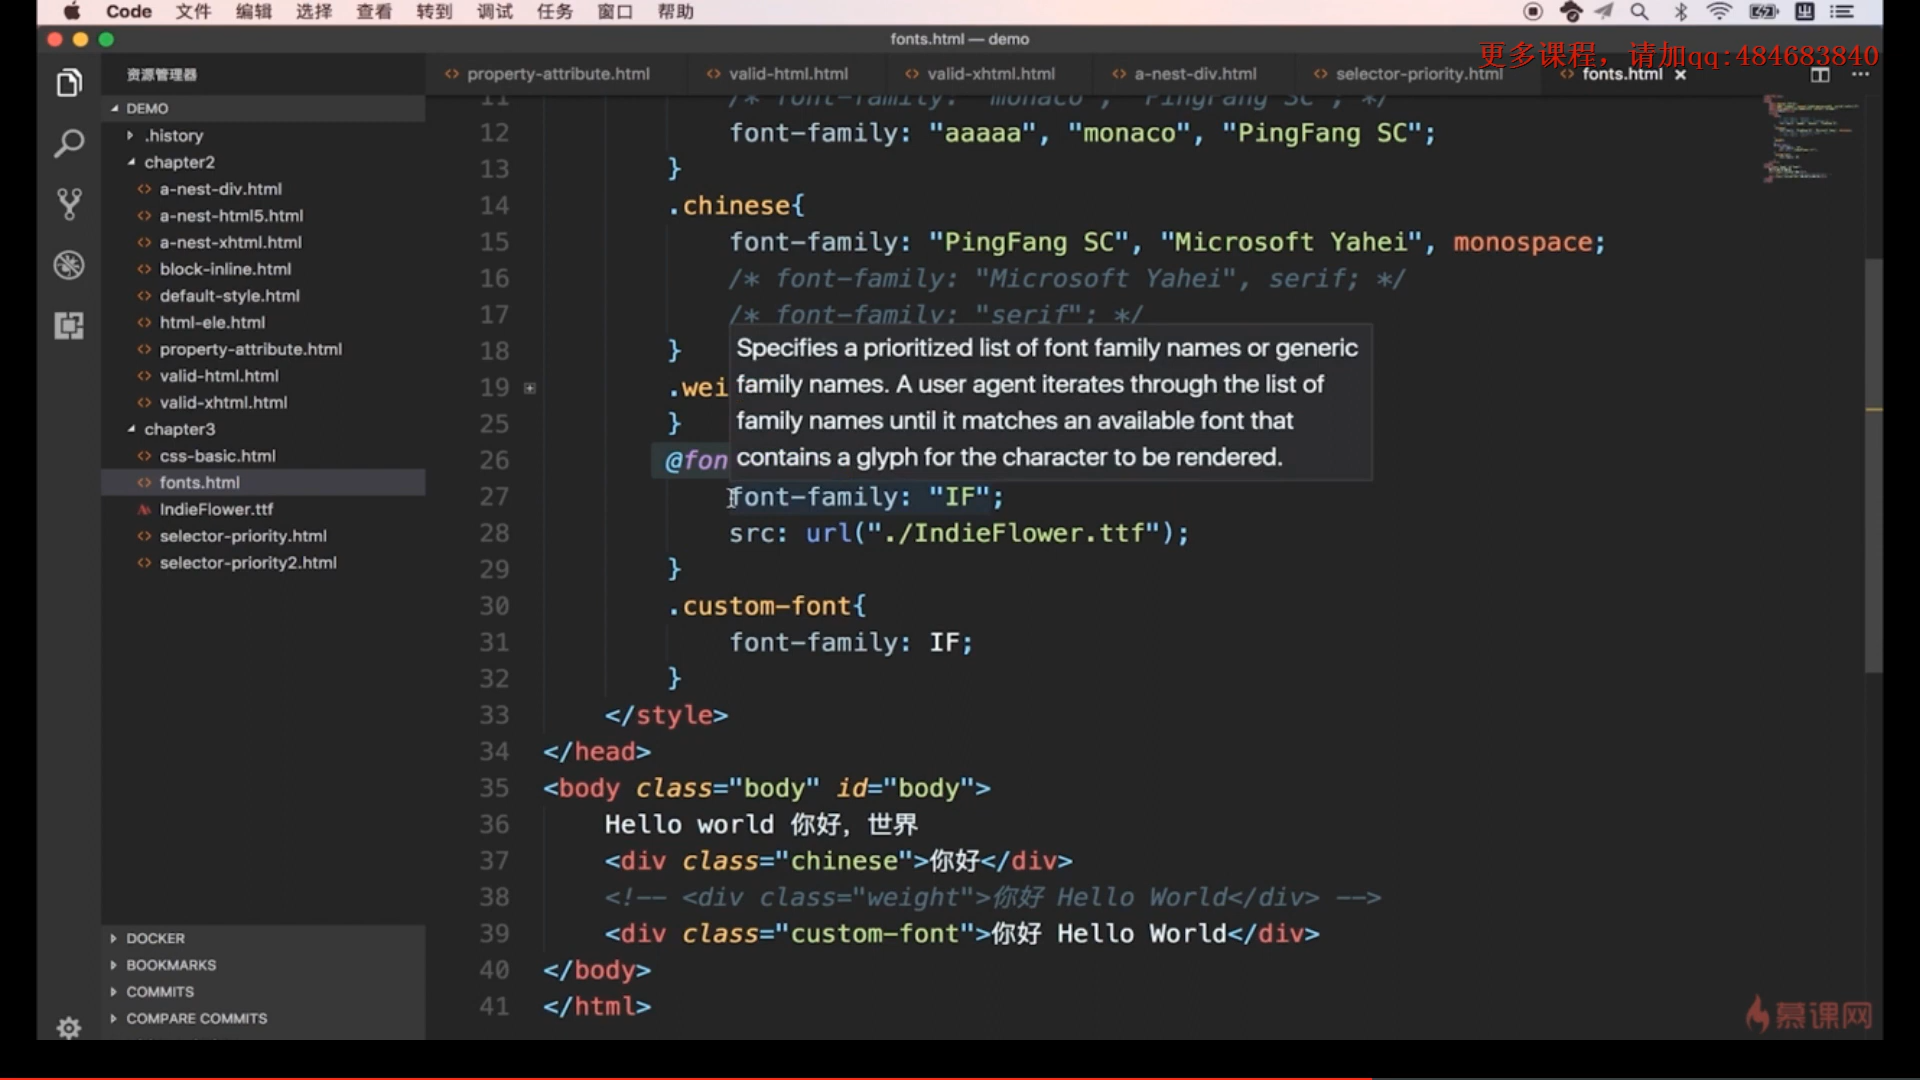 Code 文件 编辑 选择 查看 转到 调试 任务 窗口 帮助
fonts.html — demo
更多课程，请加qq:484683840
资源管理器
property-attribute.html valid-html.html valid-xhtml.html a-nest-div.html selector-priority.html fonts.html
DEMO
.history
chapter2
a-nest-div.html
a-nest-html5.html
a-nest-xhtml.html
block-inline.html
default-style.html
html-ele.html
property-attribute.html
valid-html.html
valid-xhtml.html
chapter3
css-basic.html
fonts.html
IndieFlower.ttf
selector-priority.html
selector-priority2.html
DOCKER
BOOKMARKS
COMMITS
COMPARE COMMITS
11 /* font-family: "monaco", "PingFang SC"; */
12 font-family: "aaaaa", "monaco", "PingFang SC";
13 }
14 .chinese{
15 font-family: "PingFang SC", "Microsoft Yahei", monospace;
16 /* font-family: "Microsoft Yahei", serif; */
17 /* font-family: "serif"; */
18 }
19 .wei
25 }
26 @fon
Specifies a prioritized list of font family names or generic
family names. A user agent iterates through the list of
family names until it matches an available font that
contains a glyph for the character to be rendered.
27 font-family: "IF";
28 src: url("./IndieFlower.ttf");
29 }
30 .custom-font{
31 font-family: IF;
32 }
33 </style>
34 </head>
35 <body class="body" id="body">
36 Hello world 你好，世界
37 <div class="chinese">你好</div>
38 <!-- <div class="weight">你好 Hello World</div> -->
39 <div class="custom-font">你好 Hello World</div>
40 </body>
41 </html>
慕课网